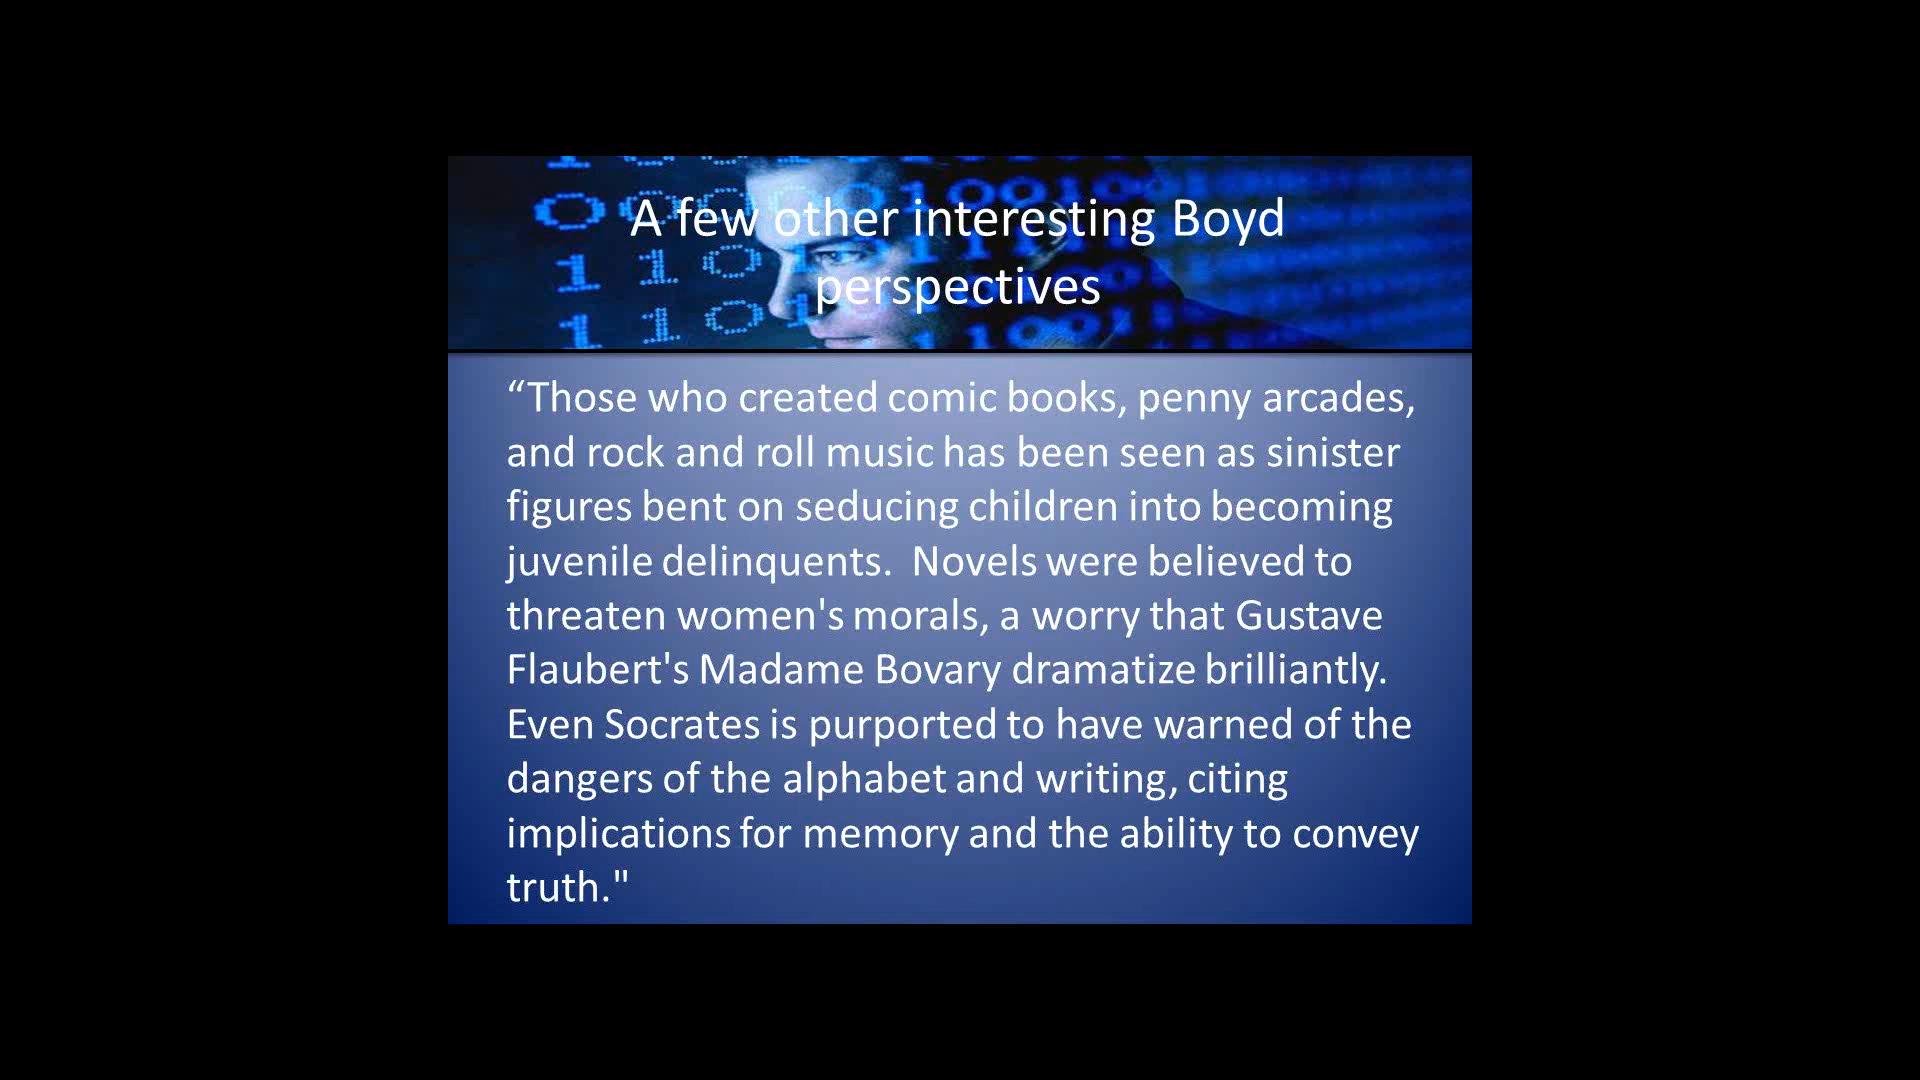 A few other interesting Boyd
perspectives
“Those who created comic books, penny arcades,
and rock and roll music has been seen as sinister
figures bent on seducing children into becoming
juvenile delinquents.  Novels were believed to
threaten women's morals, a worry that Gustave
Flaubert's Madame Bovary dramatize brilliantly.
Even Socrates is purported to have warned of the
dangers of the alphabet and writing, citing
implications for memory and the ability to convey
truth."